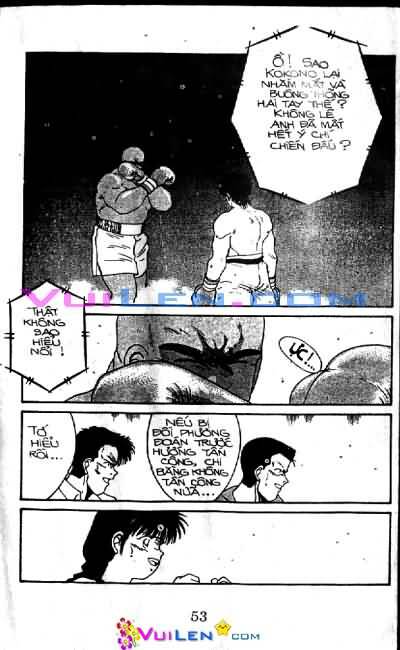 Ồ! SAO
KOKONO LẠI
NHẮM MẮT VÀ
BUÔNG THÕNG
HAI TAY THẾ?
KHÔNG LẼ
ANH ĐÃ MẤT
HẾT Ý CHÍ
CHIẾN ĐẤU?
VUILEN.COM
THẬT
KHÔNG
SAO
HIỂU
NỔI!
ỰC!...
TỚ
HIỂU
RỒI...
NẾU BỊ
ĐỐI PHƯƠNG
ĐOÁN TRƯỚC
HƯỚNG TẤN
CÔNG, CHI
BẰNG KHÔNG
TẤN CÔNG
NỮA...
53
VUILEN.COM